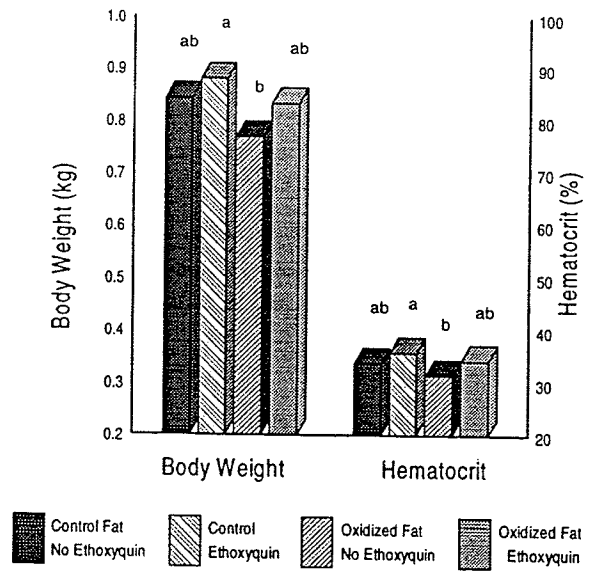 1.0
0.9
0.8
0.7
0.6
0.5
0.4
0.3
0.2
Body Weight (kg)
ab
a
b
ab
ab
a
b
ab
100
90
80
70
60
50
40
30
20
Hematocrit (%)
Body Weight
Hematocrit
Control Fat
No Ethoxyquin
Control
Ethoxyquin
Oxidized Fat
No Ethoxyquin
Oxidized Fat
Ethoxyquin